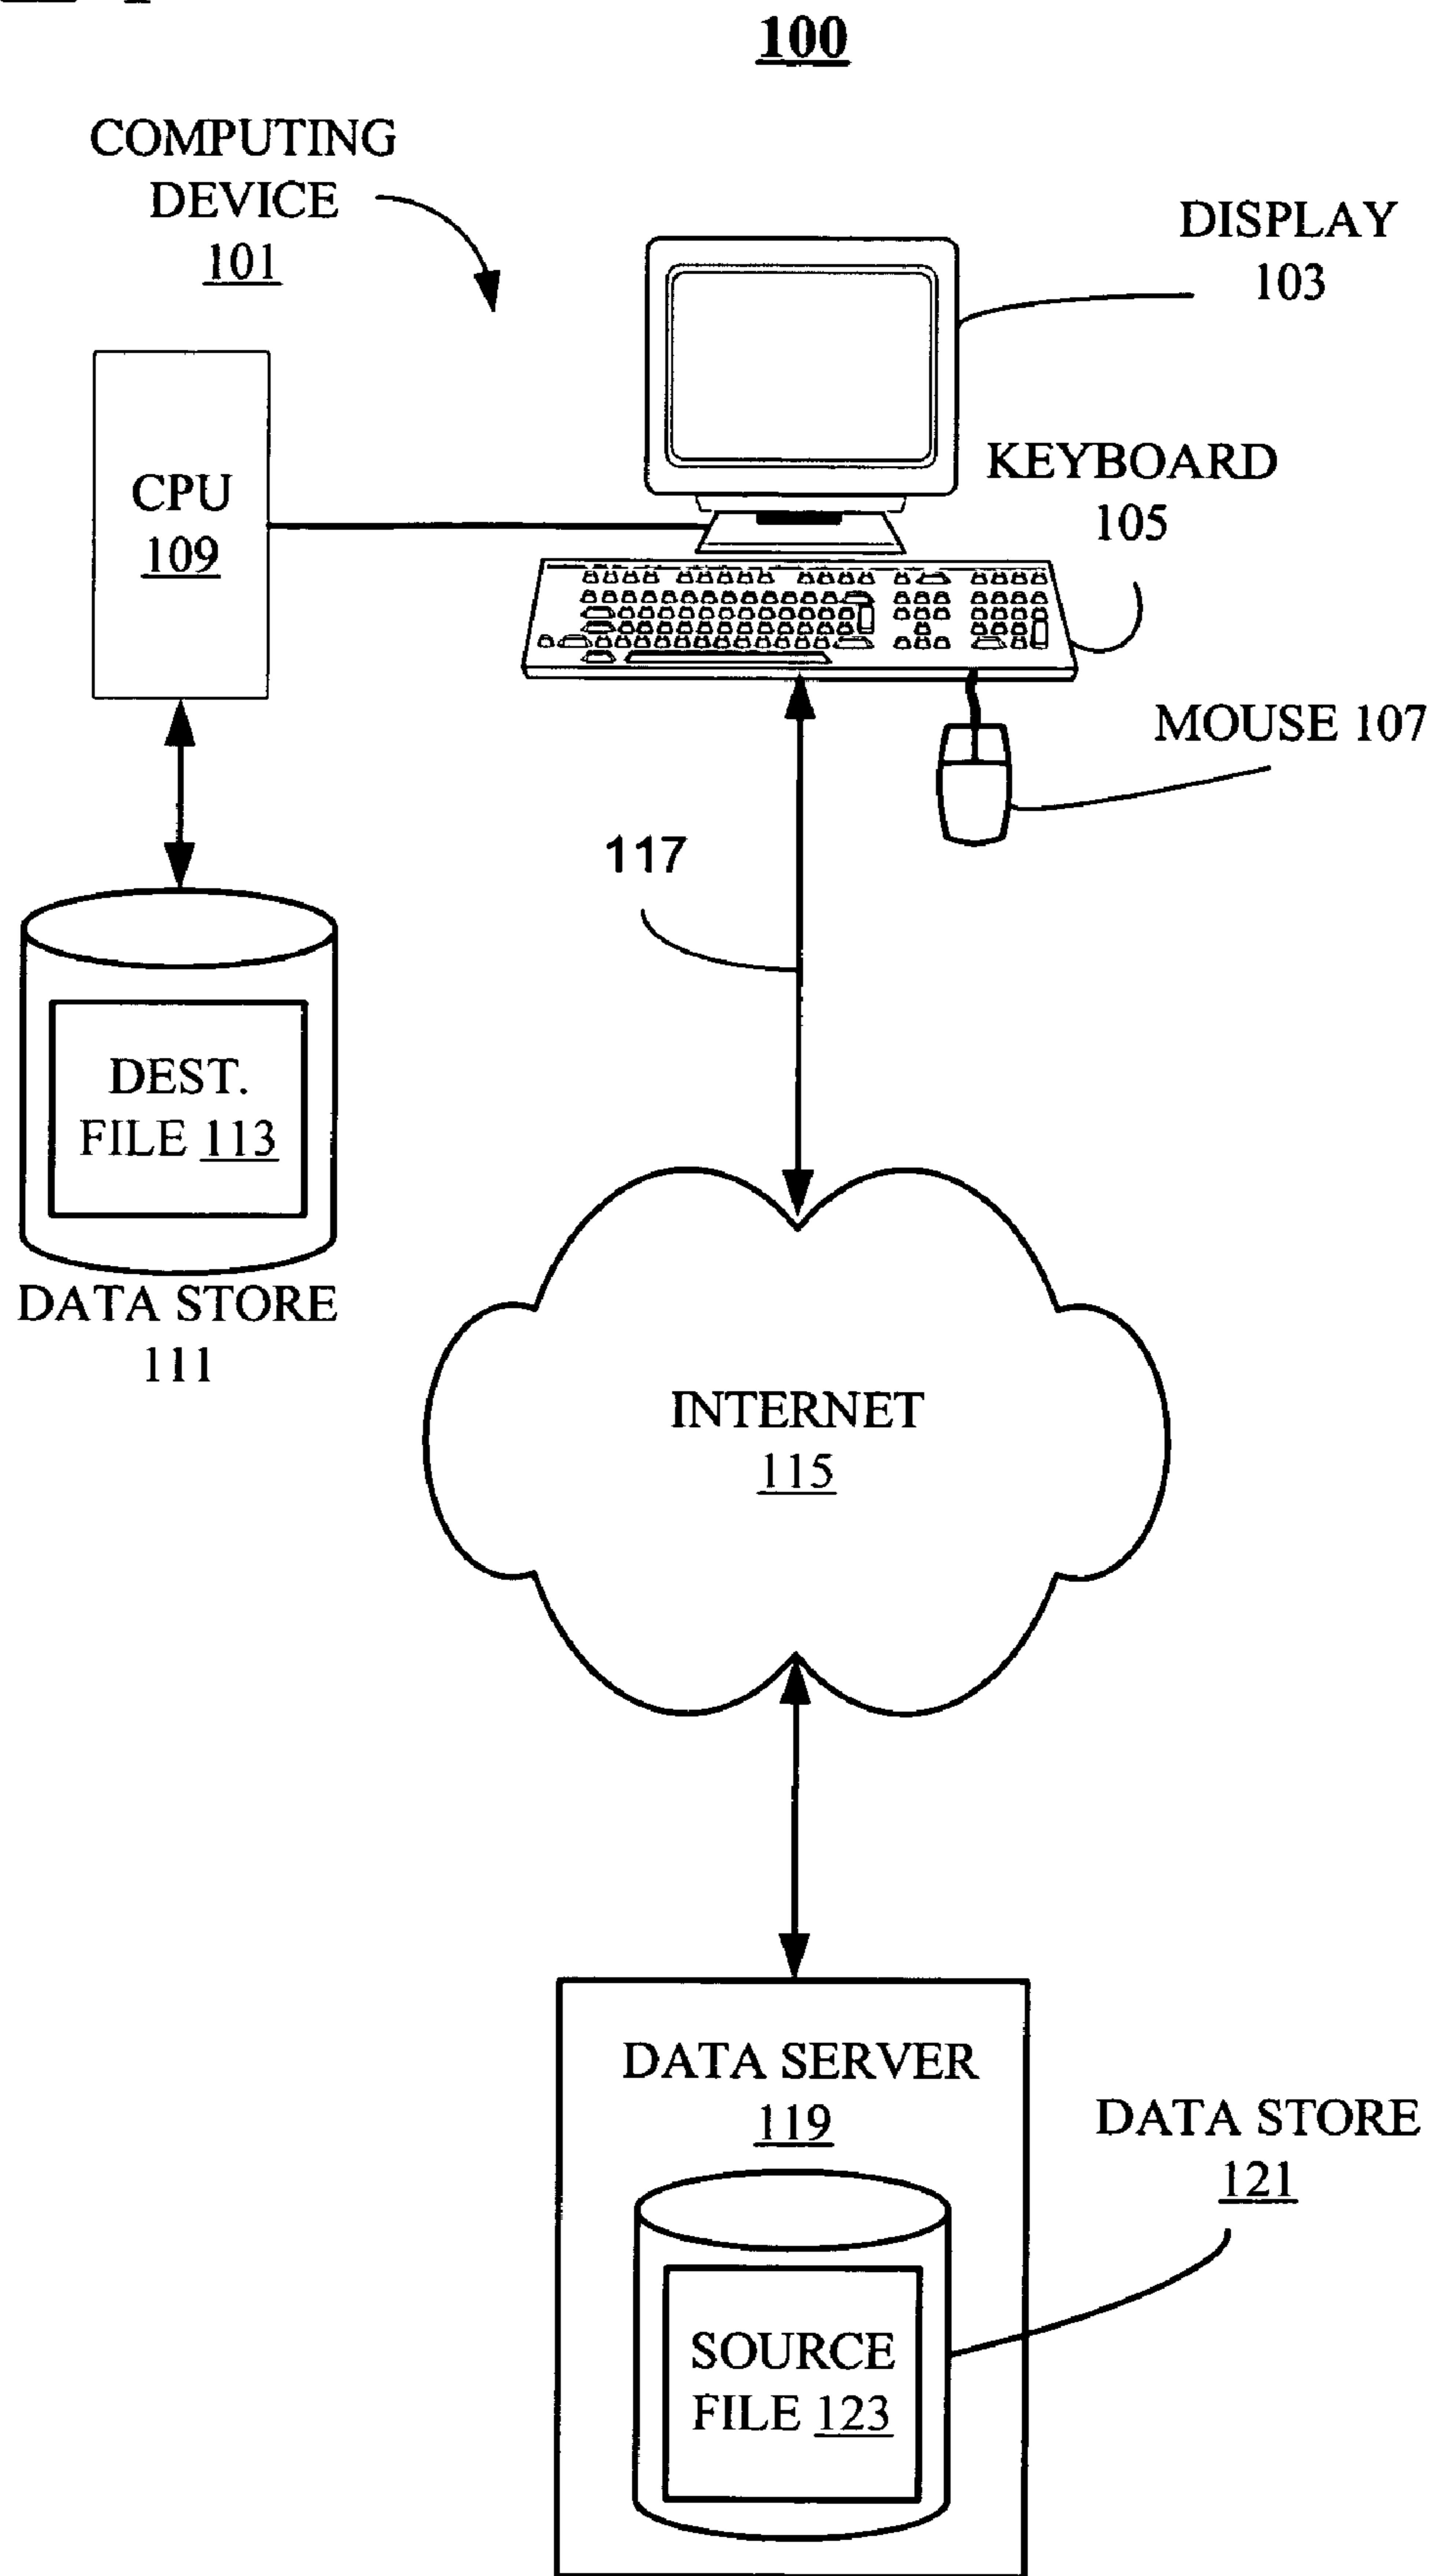 100
COMPUTING
DEVICE
101
DISPLAY
103
CPU
109
KEYBOARD
105
MOUSE 107
117
DEST.
FILE 113
DATA STORE
111
INTERNET
115
DATA SERVER
119
DATA STORE
121
SOURCE
FILE 123